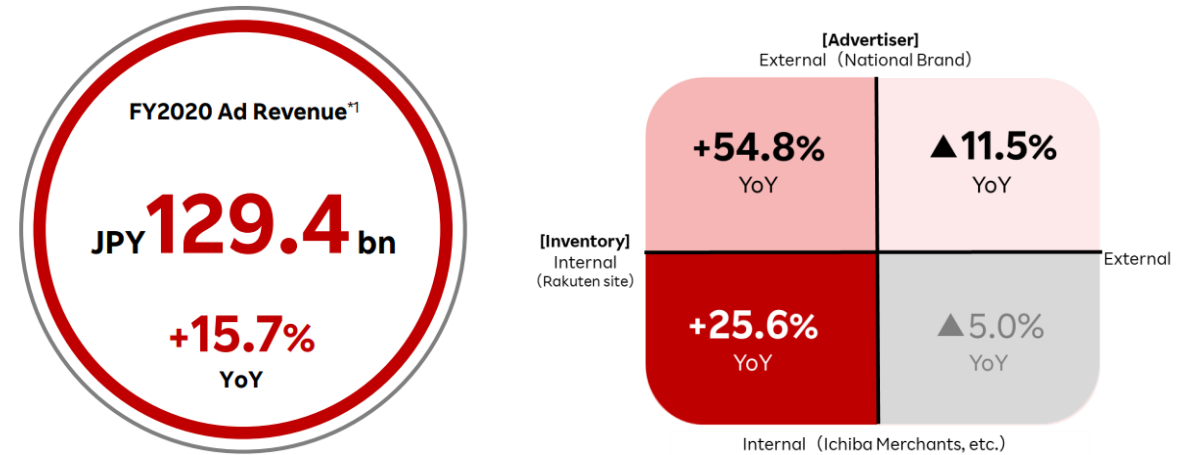 FY2020 Ad Revenue*1
JPY 129.4 bn
+15.7%
YoY
[Advertiser]
External（National Brand）
+54.8%
YoY
▲11.5%
YoY
[Inventory]
Internal
（Rakuten site）
External
+25.6%
YoY
▲5.0%
YoY
Internal（Ichiba Merchants, etc.）